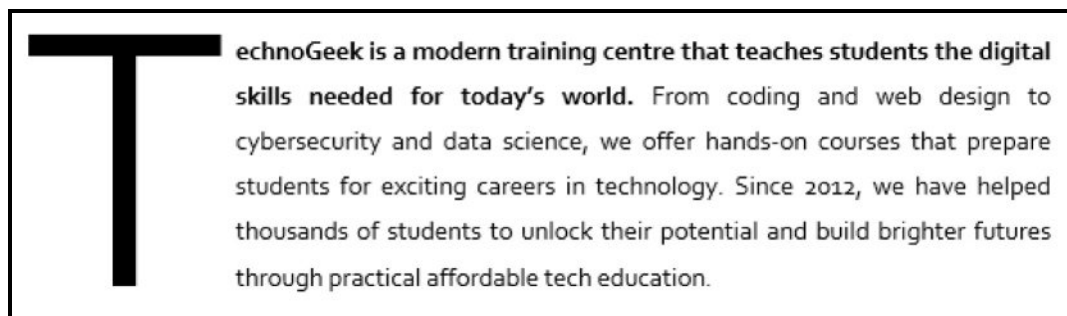 TechnoGeek is a modern training centre that teaches students the digital
skills needed for today's world. From coding and web design to
cybersecurity and data science, we offer hands-on courses that prepare
students for exciting careers in technology. Since 2012, we have helped
thousands of students to unlock their potential and build brighter futures
through practical affordable tech education.